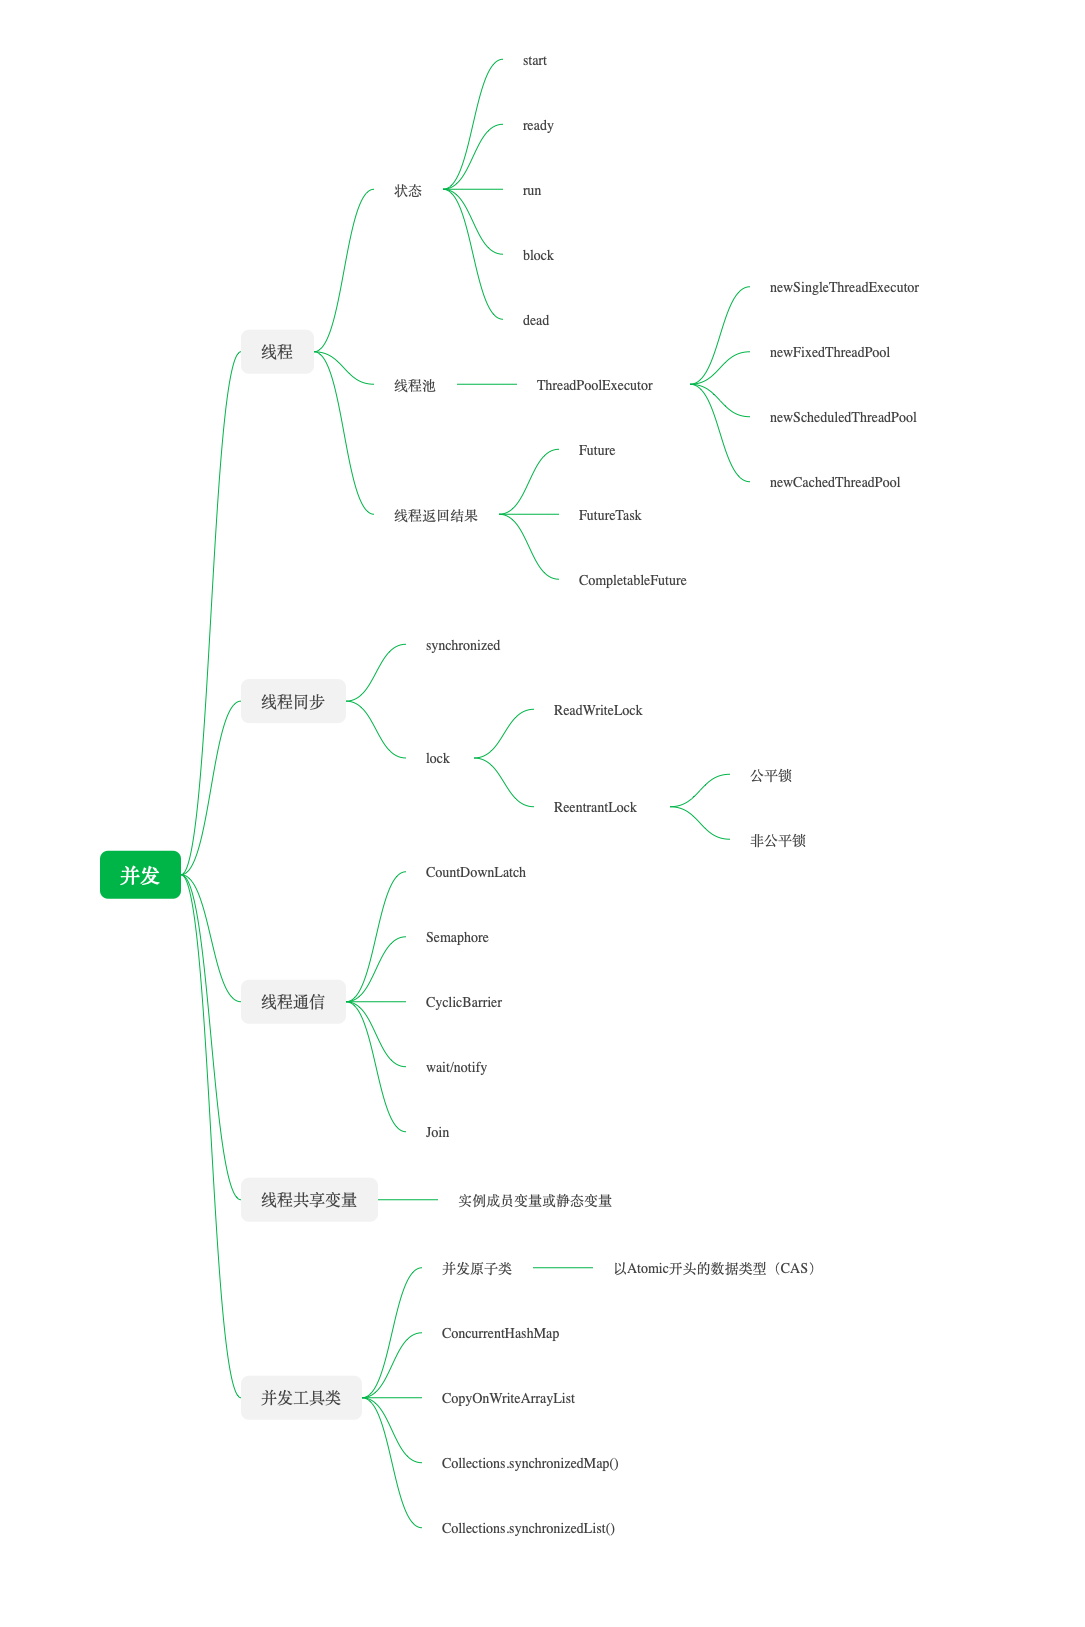 并发
线程
状态
start
ready
run
block
dead
线程池
ThreadPoolExecutor
newSingleThreadExecutor
newFixedThreadPool
newScheduledThreadPool
newCachedThreadPool
线程返回结果
Future
FutureTask
CompletableFuture
线程同步
synchronized
lock
ReadWriteLock
ReentrantLock
公平锁
非公平锁
线程通信
CountDownLatch
Semaphore
CyclicBarrier
wait/notify
Join
线程共享变量
实例成员变量或静态变量
并发工具类
并发原子类
以Atomic开头的数据类型（CAS）
ConcurrentHashMap
CopyOnWriteArrayList
Collections.synchronizedMap()
Collections.synchronizedList()